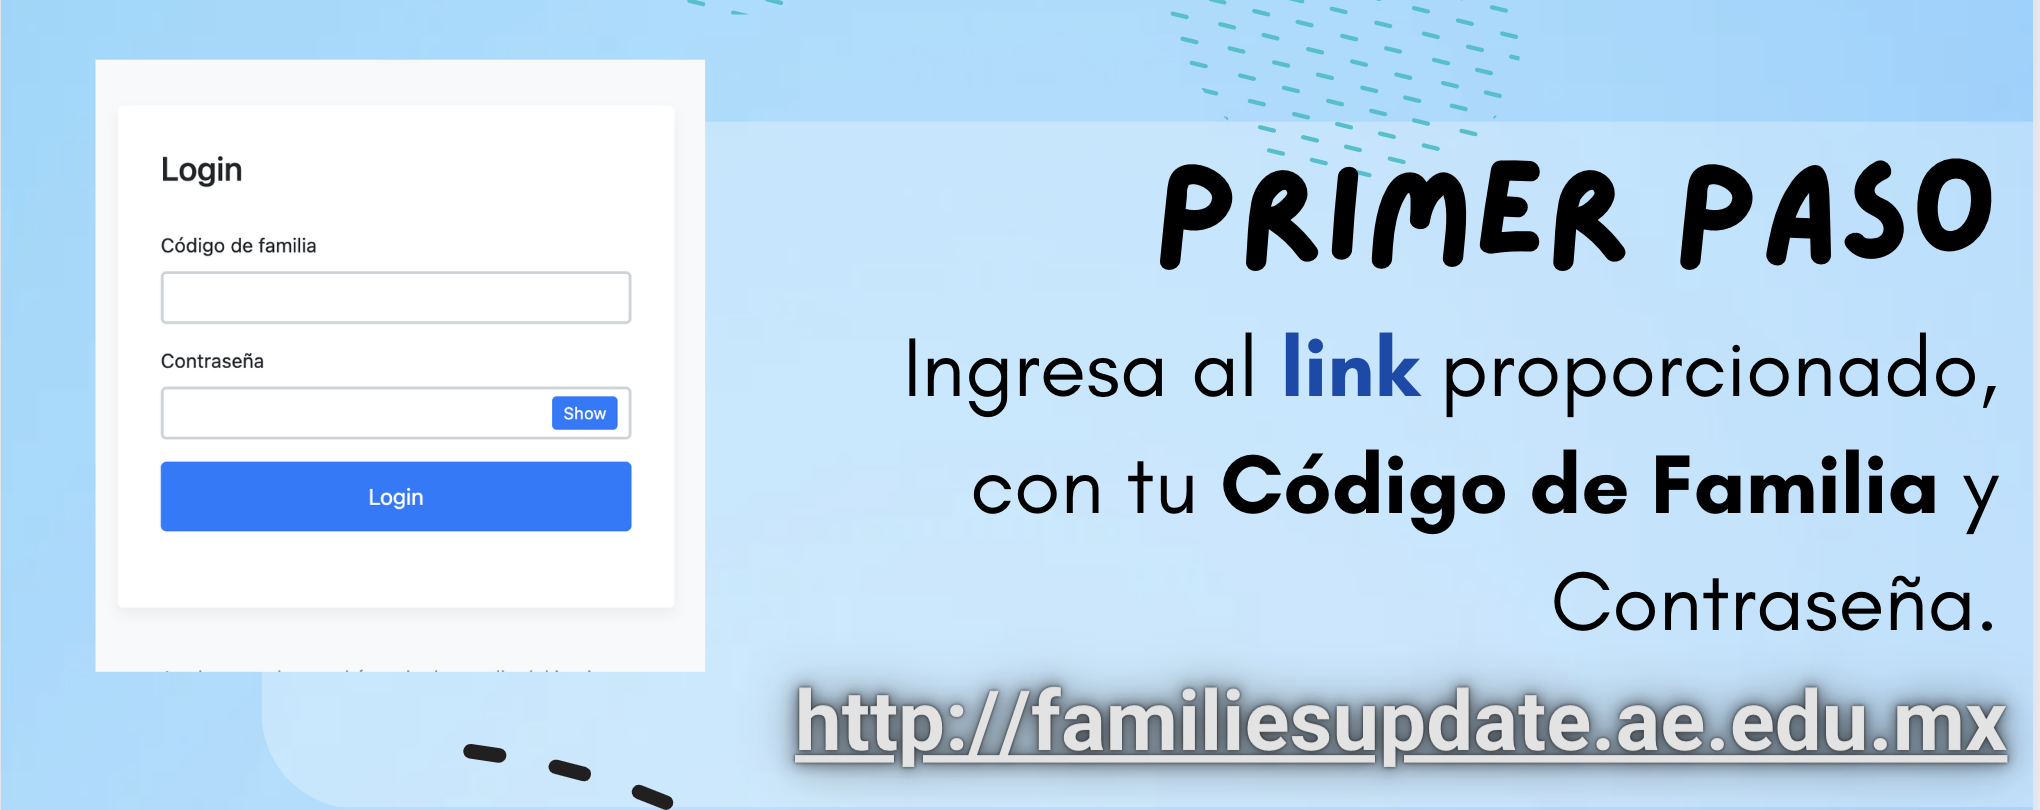 Login
Código de familia
Contraseña
Show
Login
PRIMER PASO
Ingresa al link proporcionado,
con tu Código de Familia y
Contraseña.
http://familiesupdate.ae.edu.mx